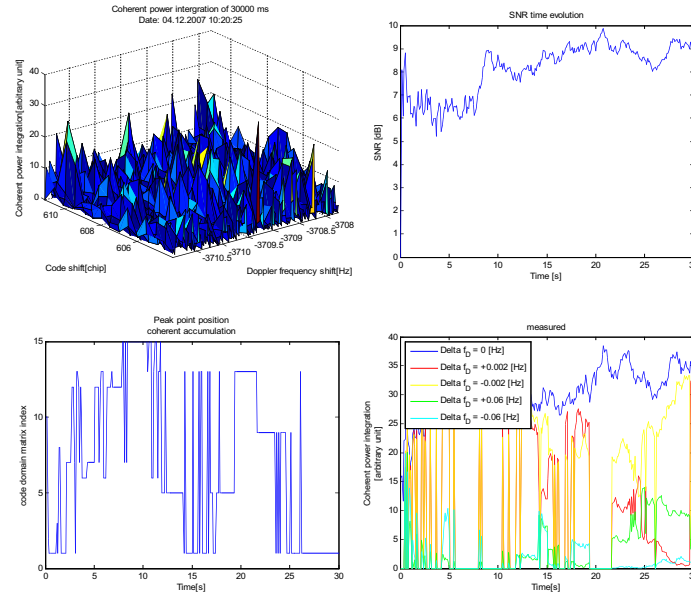 Coherent power intergration of 30000 ms
Date: 04.12.2007 10:20:25
Coherent power integration[arbitrary unit]
40
30
20
10
0
610
608
606
Code shift[chip]
-3710.5
-3710
-3709.5
-3709
-3708.5
-3708
Doppler frequency shift[Hz]
SNR time evolution
SNR [dB]
10
9
8
7
6
5
4
3
2
1
0
0 5 10 15 20 25 30
Time [s]
Peak point position
coherent accumulation
code domain matrix index
15
10
5
0
0 5 10 15 20 25 30
Time[s]
measured
Coherent power integration
[arbitrary unit]
40
35
30
25
20
15
10
5
0
Delta f_D = 0 [Hz]
Delta f_D = +0.002 [Hz]
Delta f_D = -0.002 [Hz]
Delta f_D = +0.06 [Hz]
Delta f_D = -0.06 [Hz]
0 5 10 15 20 25 30
Time[s]